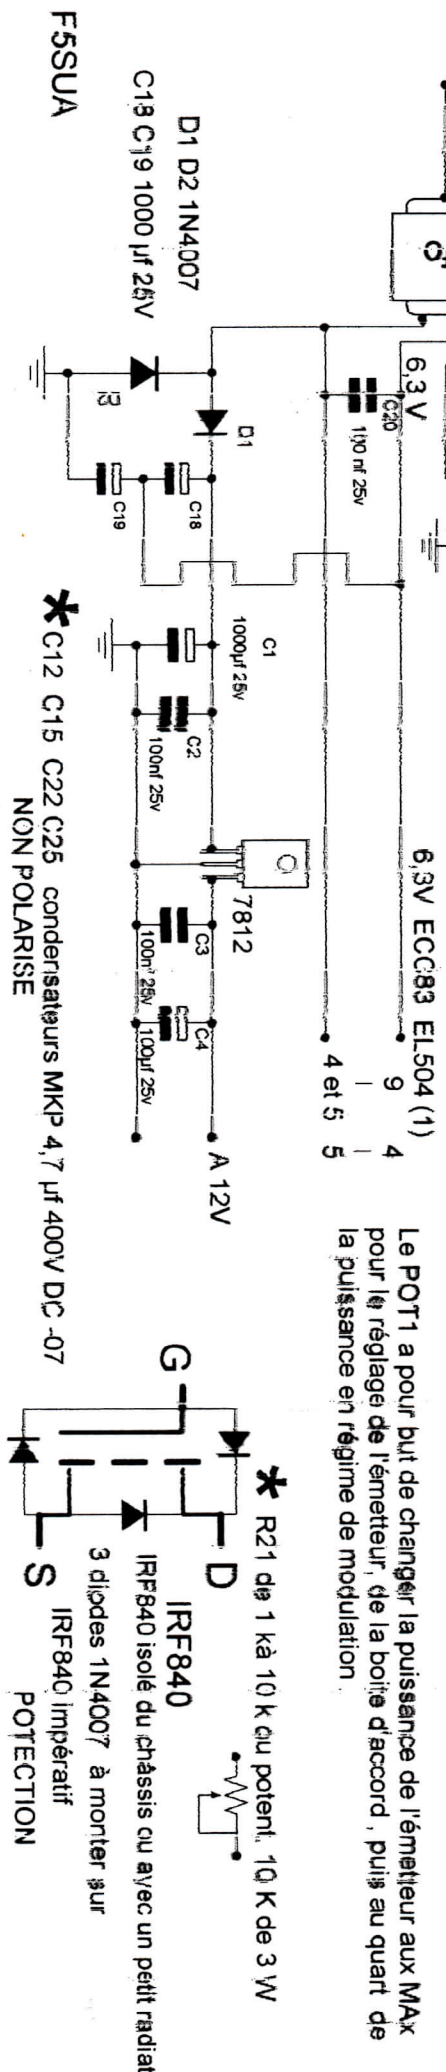 6,3 V
C20
100 nf 25v
6,3V ECC83 EL504 (1)
9 – 4
4 et 5 – 5
Le POT1 a pour but de changer la puissance de l'émetteur aux MAx
pour le réglage de l'émetteur, de la boite d'accord , puis au quart de
la puissance en régime de modulation
D1 D2 1N4007
C18 C19 1000 µf 25V
F5SUA
D1
C18
C19
C1
1000µf 25v
C2
100nf 25v
7812
C3
100n 25v
C4
100µf 25v
A 12V
* C12 C15 C22 C25 condensateurs MKP 4,7 µf 400V DC -07
NON POLARISE
* R21 de 1 kà 10 k ou potent. 10 K de 3 W
G
D
S
IRF840
IRF840 isolé du châssis ou avec un petit radiat
3 diodes 1N4007 à monter sur
IRF840 impératif
POTECTION